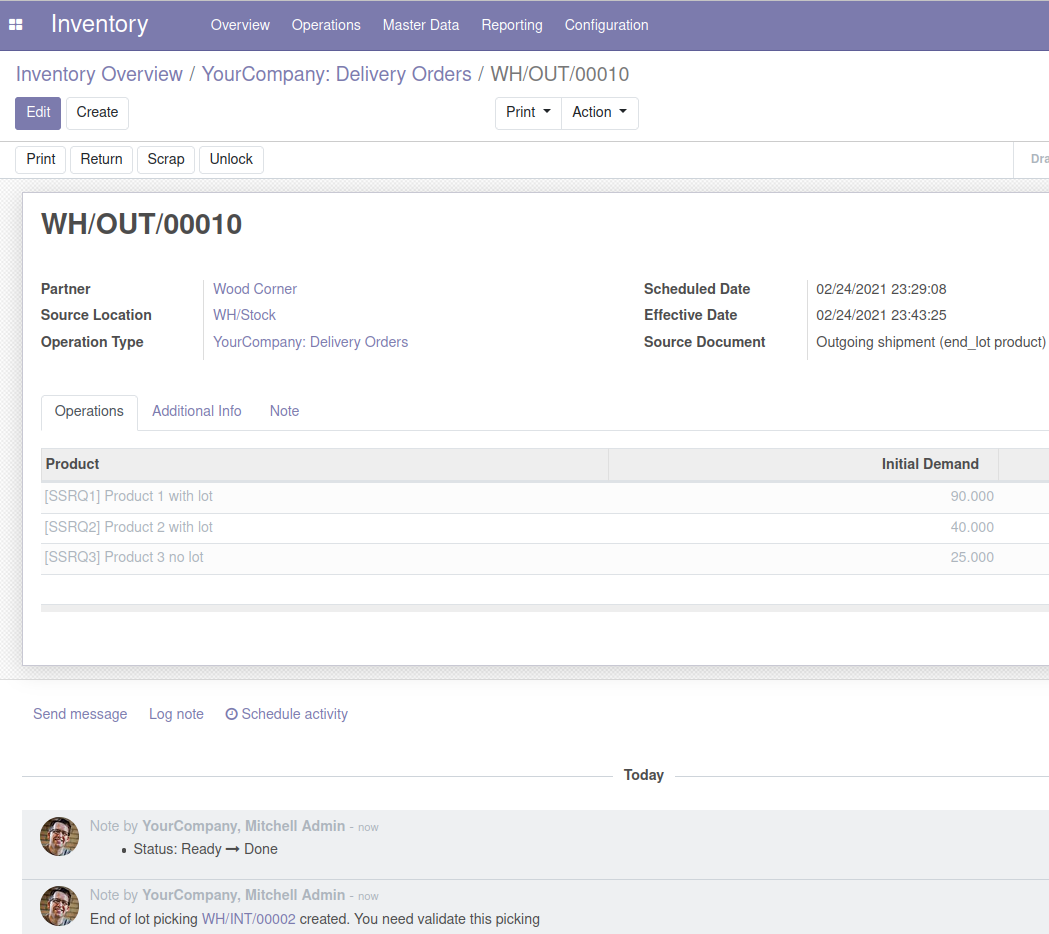 Inventory Overview Operations Master Data Reporting Configuration
Inventory Overview / YourCompany: Delivery Orders / WH/OUT/00010
Edit Create Print Action
Print Return Scrap Unlock Dra
WH/OUT/00010
Partner Wood Corner Scheduled Date 02/24/2021 23:29:08
Source Location WH/Stock Effective Date 02/24/2021 23:43:25
Operation Type YourCompany: Delivery Orders Source Document Outgoing shipment (end_lot product)
Operations Additional Info Note
Product Initial Demand
[SSRQ1] Product 1 with lot 90.000
[SSRQ2] Product 2 with lot 40.000
[SSRQ3] Product 3 no lot 25.000
Send message Log note Schedule activity
Today
Note by YourCompany, Mitchell Admin - now
• Status: Ready → Done
Note by YourCompany, Mitchell Admin - now
End of lot picking WH/INT/00002 created. You need validate this picking